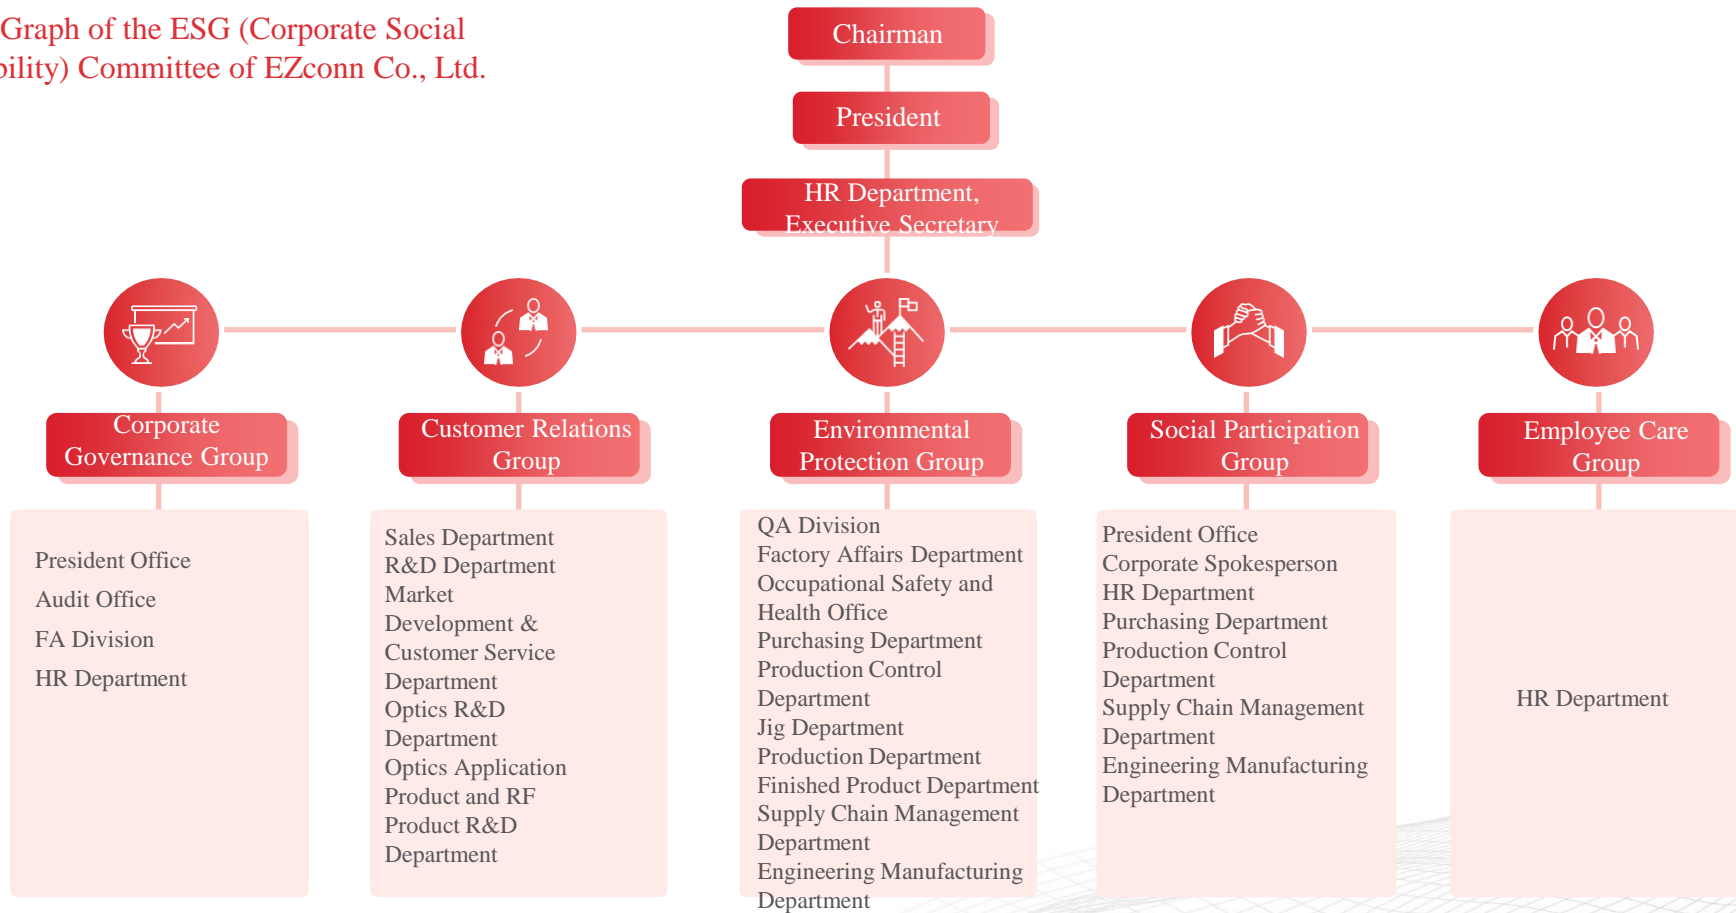 Graph of the ESG (Corporate Social
bility) Committee of EZconn Co., Ltd.
Chairman
President
HR Department,
Executive Secretary
Corporate
Governance Group
President Office
Audit Office
FA Division
HR Department
Customer Relations
Group
Sales Department
R&D Department
Market
Development &
Customer Service
Department
Optics R&D
Department
Optics Application
Product and RF
Product R&D
Department
Environmental
Protection Group
QA Division
Factory Affairs Department
Occupational Safety and
Health Office
Purchasing Department
Production Control
Department
Jig Department
Production Department
Finished Product Department
Supply Chain Management
Department
Engineering Manufacturing
Department
Social Participation
Group
President Office
Corporate Spokesperson
HR Department
Purchasing Department
Production Control
Department
Supply Chain Management
Department
Engineering Manufacturing
Department
Employee Care
Group
HR Department